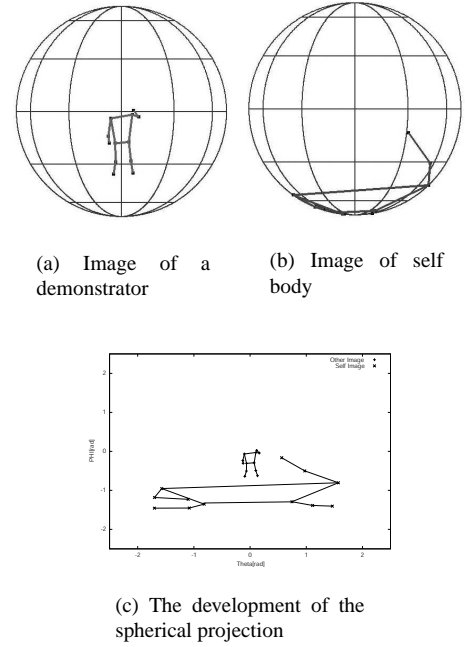 (a) Image of a
demonstrator
(b) Image of self
body
Other Image
Self Image
2
1
0
-1
-2
PHI[rad]
-2 -1 0 1 2
Theta[rad]
(c) The development of the
spherical projection